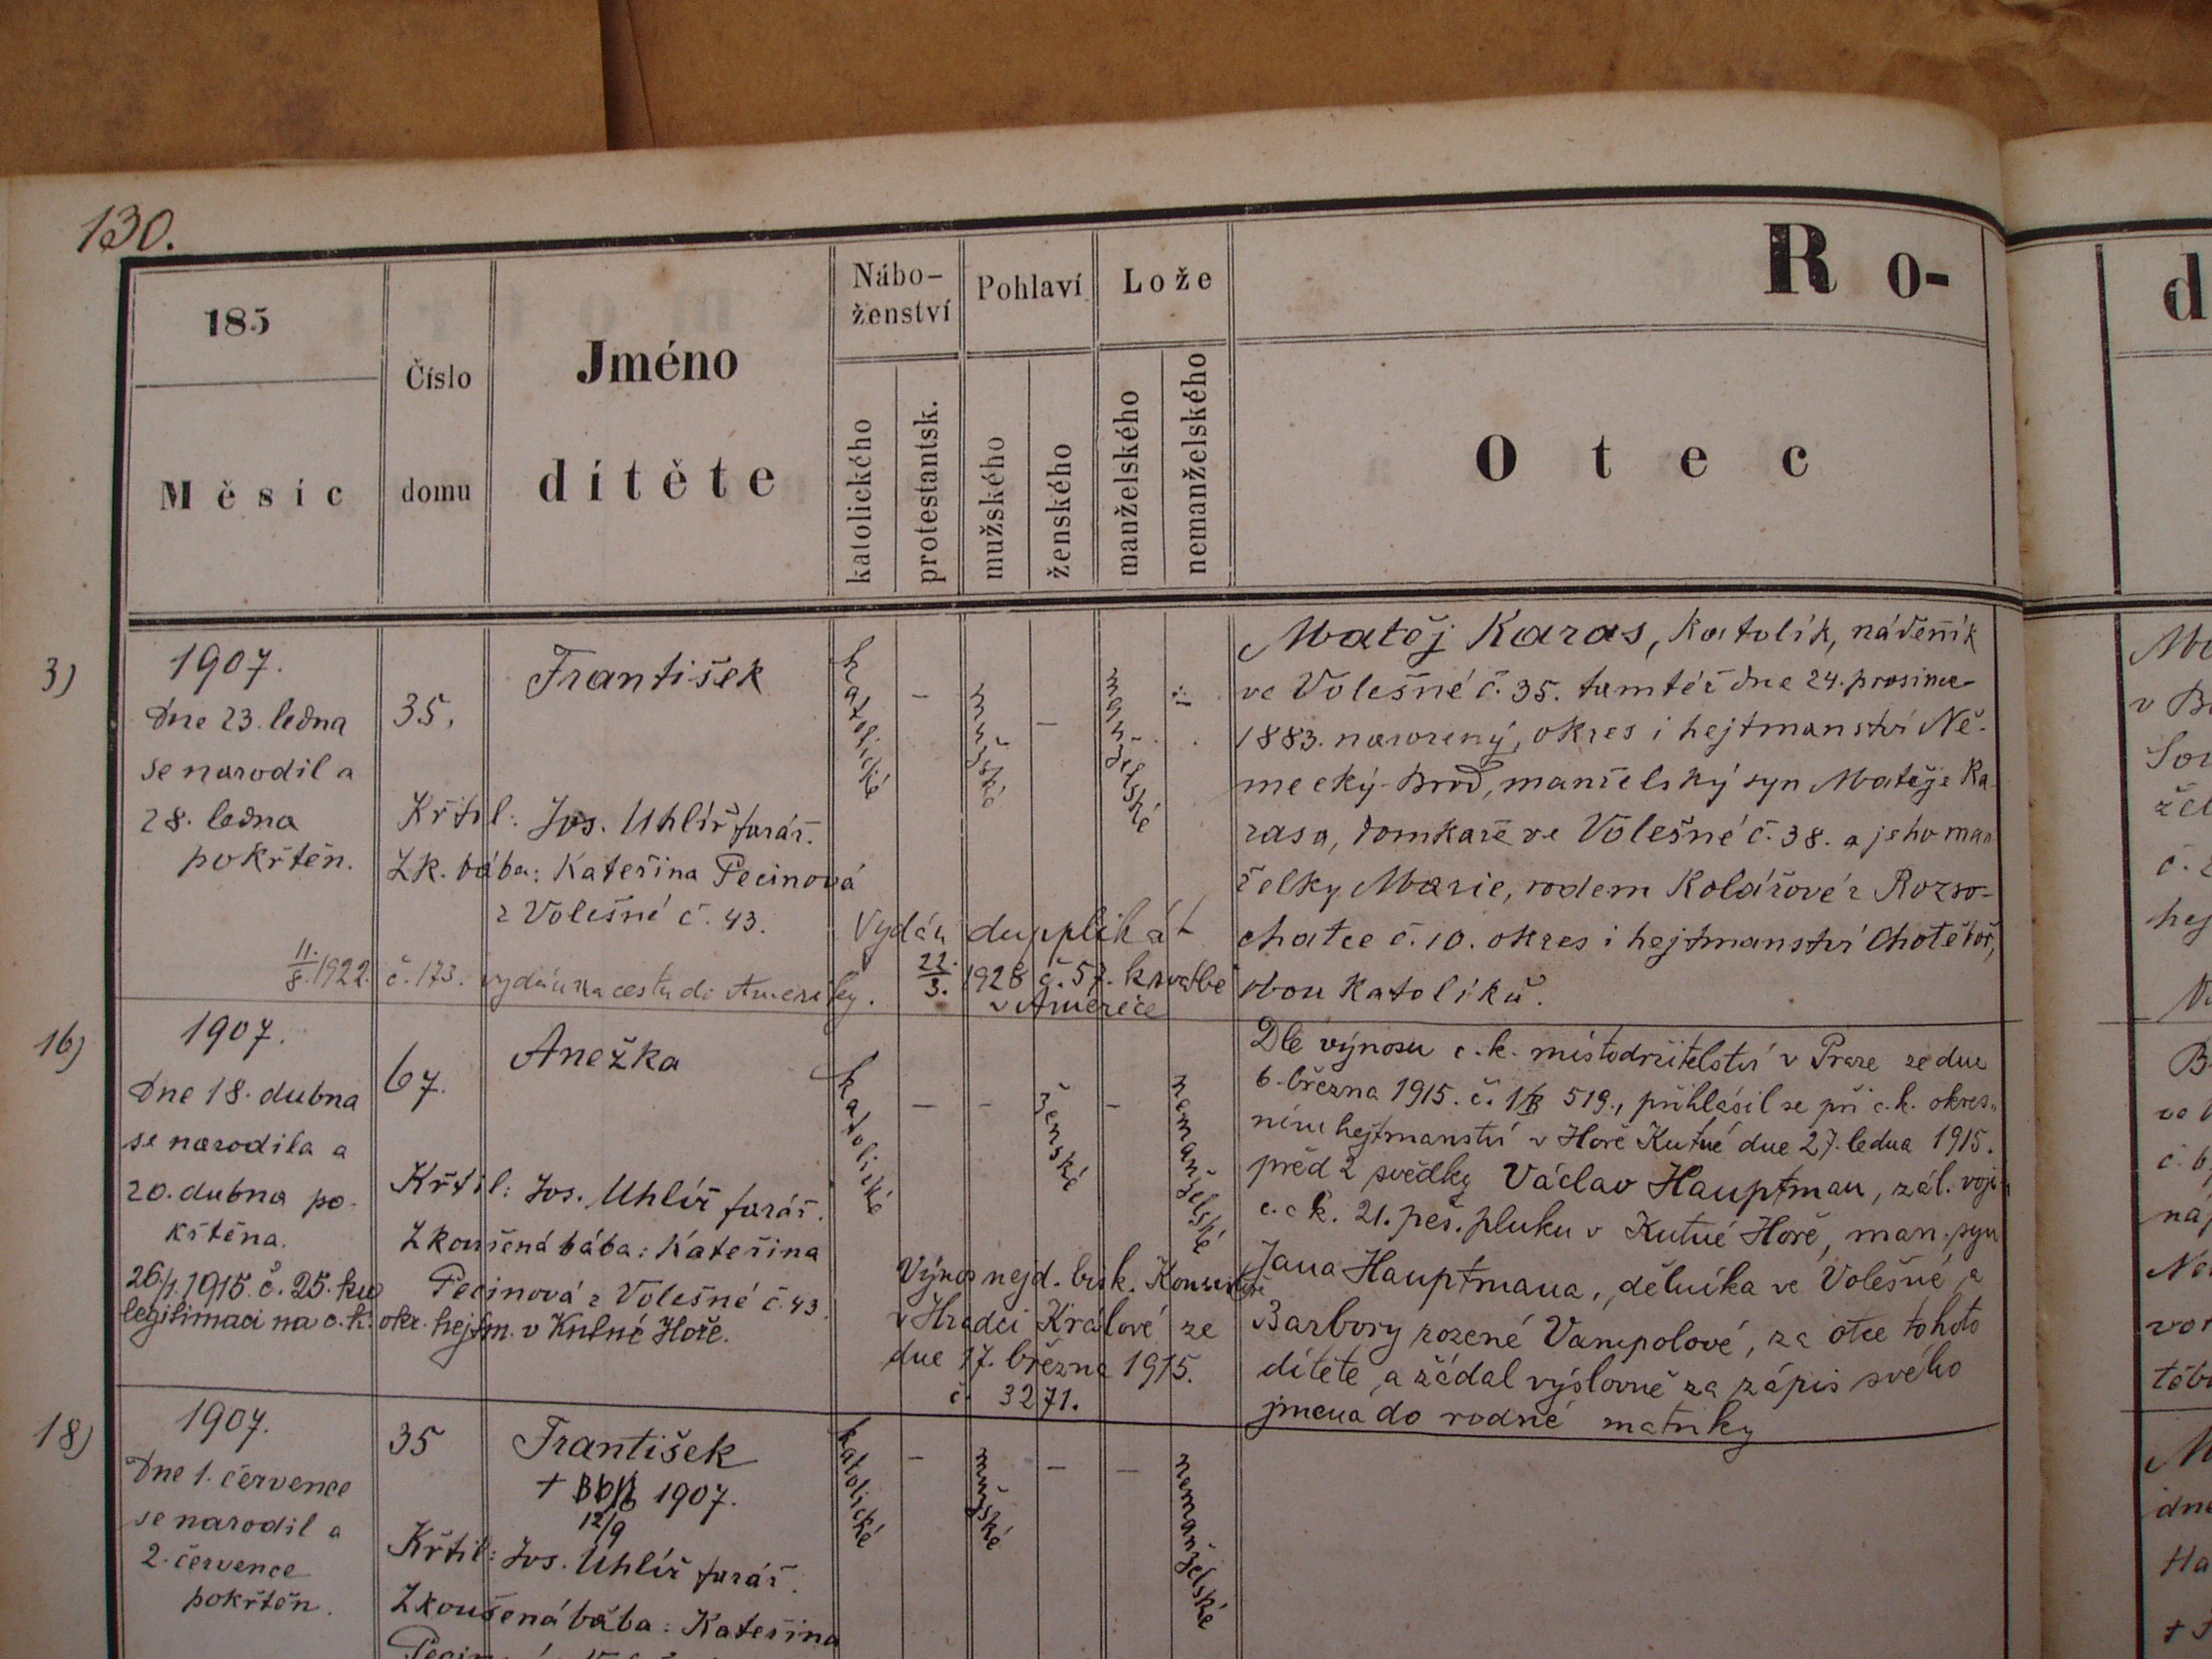 130.
185
Měsíc
Číslo
domu
Jméno
dítěte
Nábo-
ženství
katolického
protestantsk.
Pohlaví
mužského
ženského
Lože
manželského
nemanželského
Ro-
Otec
d
3)
1907.
Dne 23. ledna
se narodil a
28. ledna
pokřtěn.
35.
František
Křtil: Jos. Uhlíř farář.
Zk. bába: Kateřina Pecinová
z Volešné č. 43.
11./8. 1922. č. 173. vydán na cestu do Ameriky.
katolické
–
mužské
–
manželské
Vydán duplikát
22./3. 1928 č. 57. k svatbě
v Americe
Matěj Karas, katolík, nádeník
ve Volešné č. 35. tamtéž dne 24. prosince
1883. narozený, okres i hejtmanství Ně-
mecký-Brod, manželský syn Matěje Ka
rasa, domkaře ve Volešné č. 38. a jeho man
želky Marie, rodem Kolářové z Rozso-
chatce č. 10. okres i hejtmanství Chotěboř,
obou katolíků.
16)
1907.
Dne 18. dubna
se narodila a
20. dubna po-
křtěna.
26/1. 1915. č. 25. ku
legitimaci na c. k. okr. hejtm. v Kutné Hoře.
67.
Anežka
Křtil: Jos. Uhlíř farář.
Zkoušená bába: Kateřina
Pecinová z Volešné č. 43.
katolické
–
–
ženské
–
nemanželské
Výnos nejd. bisk. Konsistoře
v Hradci Králové ze
dne 17. března 1915.
č. 3271.
Dle výnosu c. k. místodržitelství v Praze ze dne
6. března 1915. č. 519., přihlásil se při c. k. okres-
ním hejtmanství v Hoře Kutné dne 27. ledna 1915.
před 2 svědky Václav Hauptman, zál. voj
c. a k. 21. peš. pluku v Kutné Hoře, man. syn
Jana Hauptmana, dělníka ve Volešné a
Barbory rozené Vampolové, za otce tohoto
dítěte a žádal výslovně za zápis svého
jména do rodné matriky
18)
1907.
Dne 1. července
se narodil a
2. července
pokřtěn.
35
František
+ 1907.
12/9
Křtil: Jos. Uhlíř farář.
Zkoušená bába: Kateřina
katolické
–
mužské
–
–
nemanželské